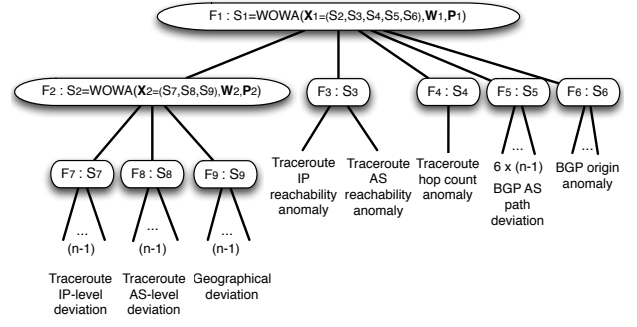 F1 : S1=WOWA(X1=(S2,S3,S4,S5,S6),W1,P1)
F2 : S2=WOWA(X2=(S7,S8,S9),W2,P2)
F3 : S3
F4 : S4
F5 : S5
F6 : S6
Traceroute
IP
reachability
anomaly
Traceroute
AS
reachability
anomaly
Traceroute
hop count
anomaly
...
6 x (n-1)
BGP AS
path
deviation
...
BGP origin
anomaly
F7 : S7
F8 : S8
F9 : S9
...
(n-1)
...
(n-1)
...
(n-1)
Traceroute
IP-level
deviation
Traceroute
AS-level
deviation
Geographical
deviation